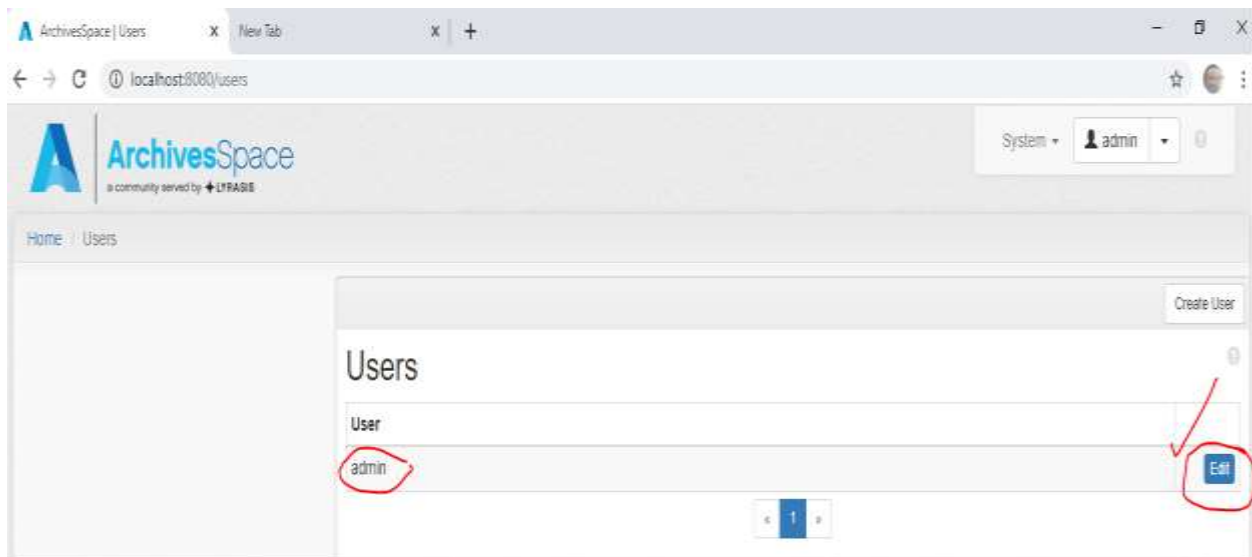 ArchivesSpace | Users x New Tab x +
localhost:8080/users
ArchivesSpace
a community served by LYRASIS
System admin
Home / Users
Create User
Users
User
admin
Edit
« 1 »